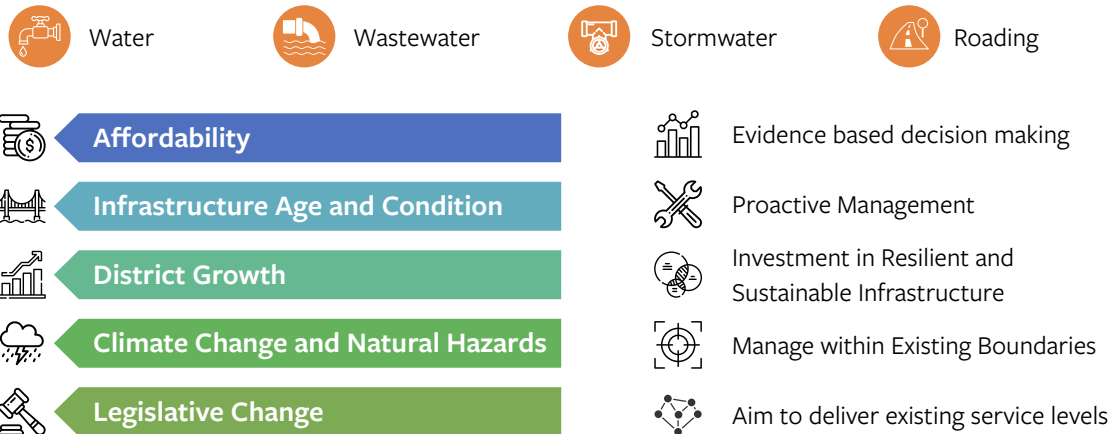 Water
Wastewater
Stormwater
Roading
Affordability
Infrastructure Age and Condition
District Growth
Climate Change and Natural Hazards
Legislative Change
Evidence based decision making
Proactive Management
Investment in Resilient and
Sustainable Infrastructure
Manage within Existing Boundaries
Aim to deliver existing service levels